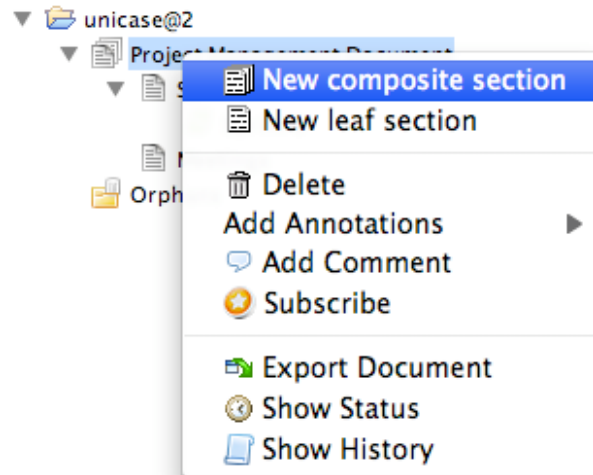 unicase@2
Project Management Document
New composite section
New leaf section
Orph
Delete
Add Annotations
Add Comment
Subscribe
Export Document
Show Status
Show History